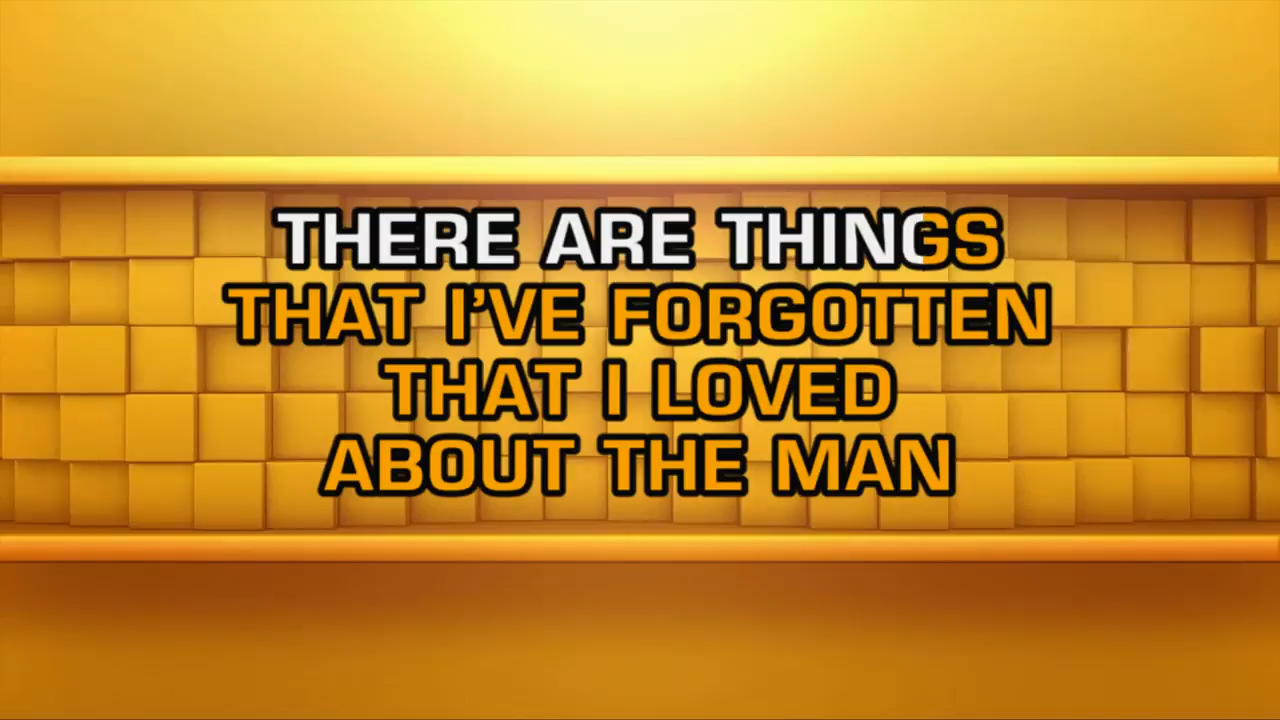 THERE ARE THINGS
THAT I'VE FORGOTTEN
THAT I LOVED
ABOUT THE MAN